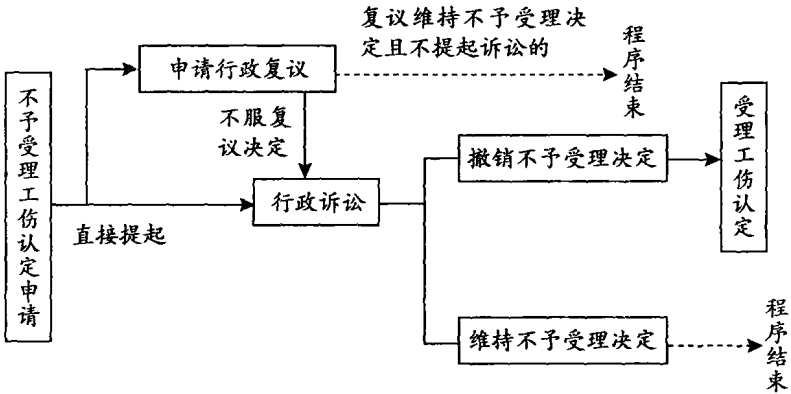 复议维持不予受理决
定且不提起诉讼的
程序结束
申请行政复议
不予受理工伤认定申请
不服复
议决定
受理工伤认定
撤销不予受理决定
行政诉讼
直接提起
维持不予受理决定
程序结束